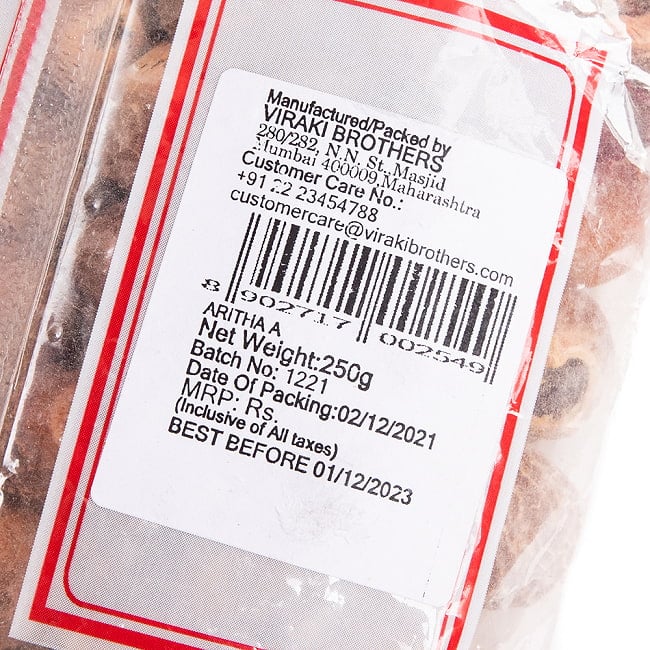 Manufactured/Packed by
VIRAKI BROTHERS
280/282, N.N. St, Masjid
Mumbai 400009,Maharashtra
Customer Care No.:
+91 22 23454788
customercare@virakibrothers.com
8 902717 002549
ARITHA A
Net Weight:250g
Batch No: 1221
Date Of Packing:02/12/2021
MRP: Rs.
(Inclusive of All taxes)
BEST BEFORE 01/12/2023